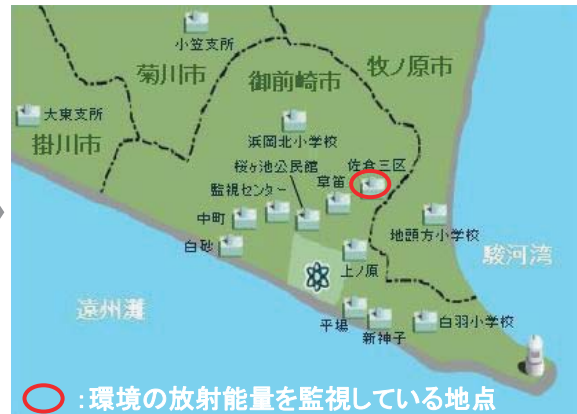 小笠支所
菊川市
御前崎市
牧ノ原市
大東支所
掛川市
浜岡北小学校
桜ヶ池公民館
佐倉三区
監視センター
草笛
中町
地頭方小学校
白砂
上ノ原
駿河湾
遠州灘
平場
新神子
白羽小学校
:環境の放射能量を監視している地点